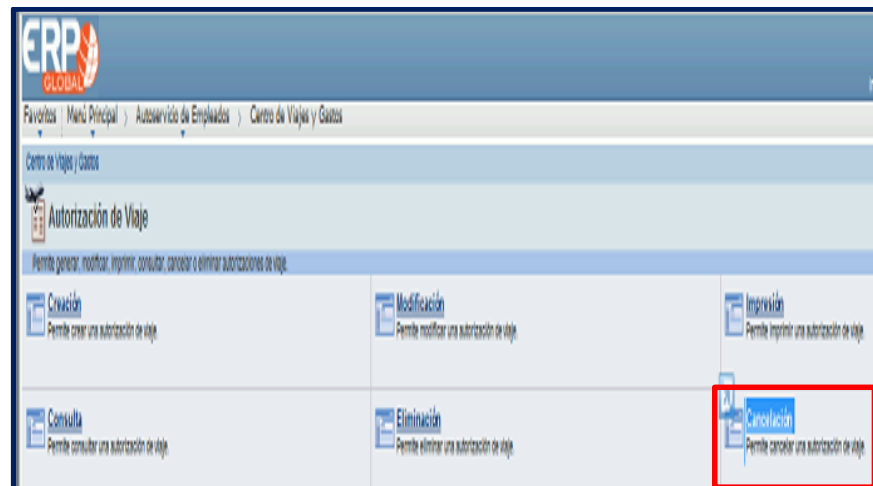 ERP
GLOBAL
Favoritos | Menú Principal > Autoservicio de Empleados > Centro de Viajes y Gastos
Centro de Viajes y Gastos
Autorización de Viaje
Permite generar, modificar, imprimir, consultar, cancelar o eliminar autorizaciones de viaje.
Creación
Permite crear una autorización de viaje.
Modificación
Permite modificar una autorización de viaje.
Impresión
Permite imprimir una autorización de viaje.
Consulta
Permite consultar una autorización de viaje.
Eliminación
Permite eliminar una autorización de viaje.
Cancelación
Permite cancelar una autorización de viaje.